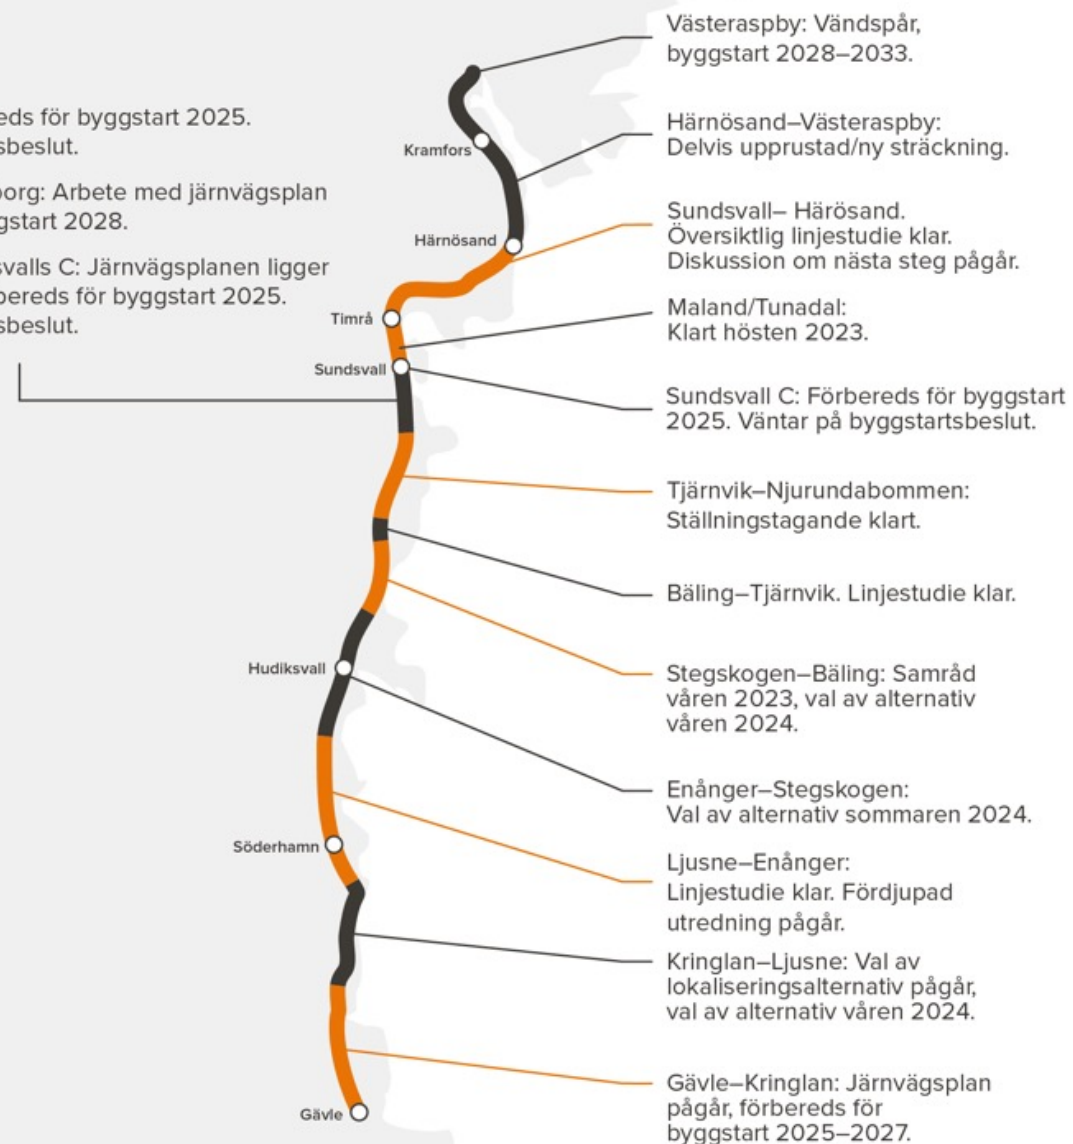 eds för byggstart 2025.
sbeslut.
org: Arbete med järnvägsplan
gstart 2028.
svalls C: Järnvägsplanen ligger
bereds för byggstart 2025.
sbeslut.
Västeraspby: Vändspår,
byggstart 2028–2033.
Härnösand–Västeraspby:
Delvis upprustad/ny sträckning.
Sundsvall– Härösand.
Översiktlig linjestudie klar.
Diskussion om nästa steg pågår.
Maland/Tunadal:
Klart hösten 2023.
Sundsvall C: Förbereds för byggstart
2025. Väntar på byggstartsbeslut.
Tjärnvik–Njurundabommen:
Ställningstagande klart.
Bäling–Tjärnvik. Linjestudie klar.
Stegskogen–Bäling: Samråd
våren 2023, val av alternativ
våren 2024.
Enånger–Stegskogen:
Val av alternativ sommaren 2024.
Ljusne–Enånger:
Linjestudie klar. Fördjupad
utredning pågår.
Kringlan–Ljusne: Val av
lokaliseringsalternativ pågår,
val av alternativ våren 2024.
Gävle–Kringlan: Järnvägsplan
pågår, förbereds för
byggstart 2025–2027.
Kramfors
Härnösand
Timrå
Sundsvall
Hudiksvall
Söderhamn
Gävle